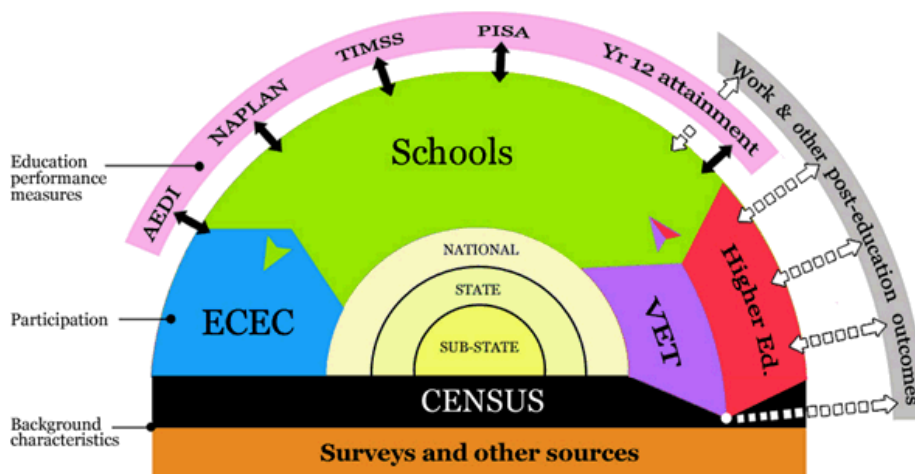 AEDI
NAPLAN
TIMSS
PISA
Yr 12 attainment
Work & other post-education outcomes
Education
performance
measures
Schools
NATIONAL
STATE
SUB-STATE
Participation
ECEC
VET
Higher Ed.
Background
characteristics
CENSUS
Surveys and other sources